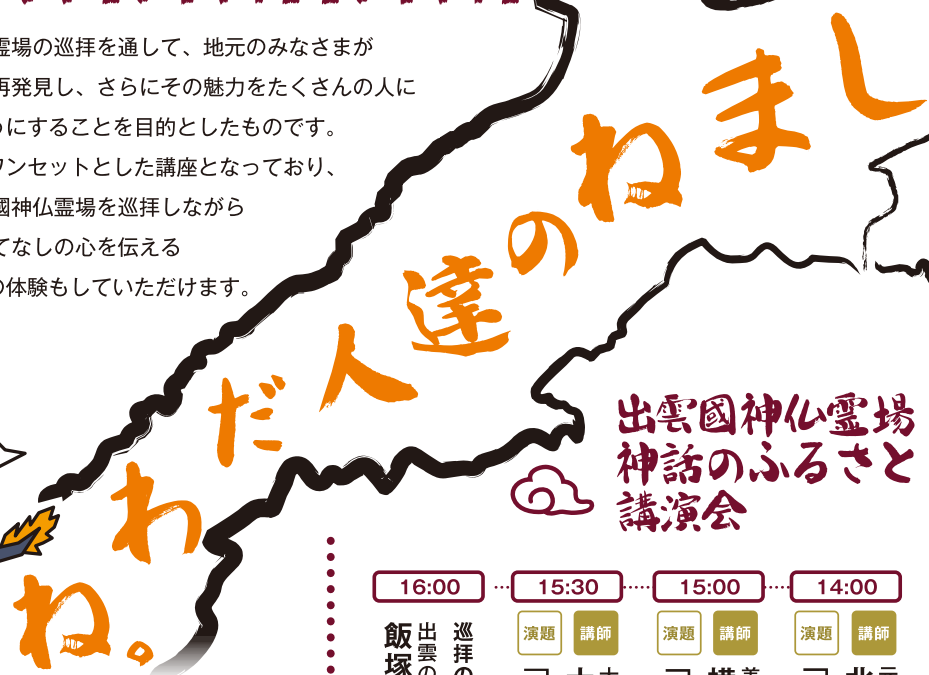 霊場の巡拝を通して、地元のみなさまが
再発見し、さらにその魅力をたくさんの人に
うにすることを目的としたものです。
ワンセットとした講座となっており、
國神仏霊場を巡拝しながら
てなしの心を伝える
の体験もしていただけます。
しまねの達人だわね。
出雲國神仏霊場
神話のふるさと
講演会
14:00
演題
講師
15:00
演題
講師
15:30
演題
講師
16:00
巡拝の
出雲の
飯塚